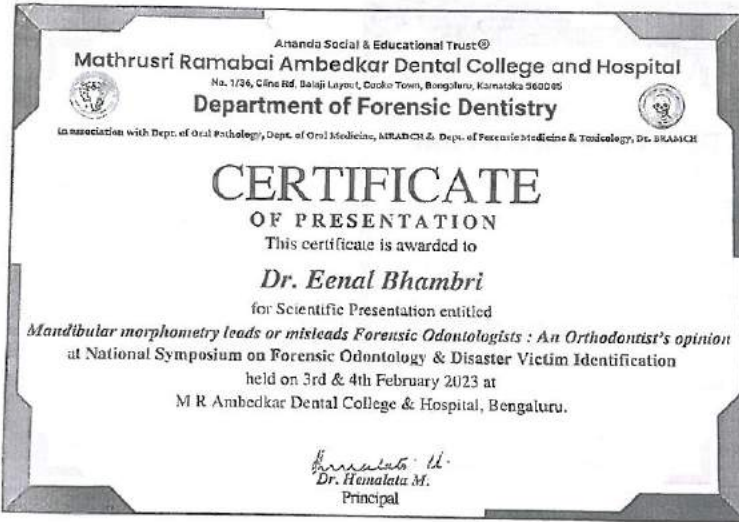 Ananda Social & Educational Trust®
Mathrusri Ramabai Ambedkar Dental College and Hospital
No. 1/36, Cline Rd, Balaji Layout, Cooke Town, Bengaluru, Karnataka 560005
Department of Forensic Dentistry
In association with Dept. of Oral Pathology, Dept. of Oral Medicine, MRADCH & Dept. of Forensic Medicine & Toxicology, Dr. BRAMCH
CERTIFICATE
OF PRESENTATION
This certificate is awarded to
Dr. Eenal Bhambri
for Scientific Presentation entitled
Mandibular morphometry leads or misleads Forensic Odontologists : An Orthodontist's opinion
at National Symposium on Forensic Odontology & Disaster Victim Identification
held on 3rd & 4th February 2023 at
M R Ambedkar Dental College & Hospital, Bengaluru.
Dr. Hemalata M.
Principal